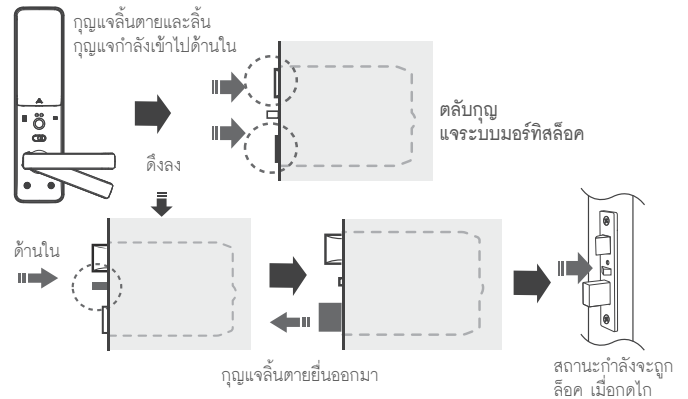 กุญแจลิ้นตายและลิ้น
กุญแจกำลังเข้าไปด้านใน
ตลับกุญ
แจระบบมอร์ทิสล็อค
ดึงลง
ด้านใน
กุญแจลิ้นตายยื่นออกมา
สถานะกำลังจะถูก
ล็อค เมื่อกดไก